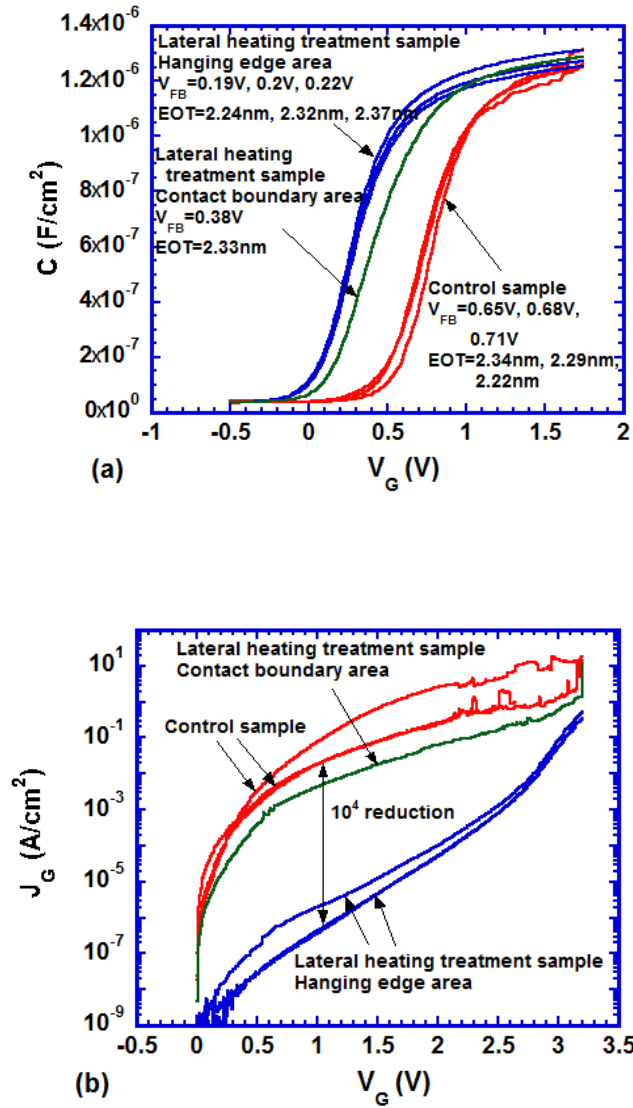 1.4x10⁻⁶
1.2x10⁻⁶
1x10⁻⁶
8x10⁻⁷
6x10⁻⁷
4x10⁻⁷
2x10⁻⁷
0x10⁰
C (F/cm²)
Lateral heating treatment sample
Hanging edge area
V_FB=0.19V, 0.2V, 0.22V
EOT=2.24nm, 2.32nm, 2.37nm
Lateral heating
treatment sample
Contact boundary area
V_FB=0.38V
EOT=2.33nm
Control sample
V_FB=0.65V, 0.68V,
0.71V
EOT=2.34nm, 2.29nm,
2.22nm
-1 -0.5 0 0.5 1 1.5 2
(a)
V_G (V)
10¹
10⁻¹
10⁻³
10⁻⁵
10⁻⁷
10⁻⁹
J_G (A/cm²)
Lateral heating treatment sample
Contact boundary area
Control sample
10⁴ reduction
Lateral heating treatment sample
Hanging edge area
-0.5 0 0.5 1 1.5 2 2.5 3 3.5
(b)
V_G (V)